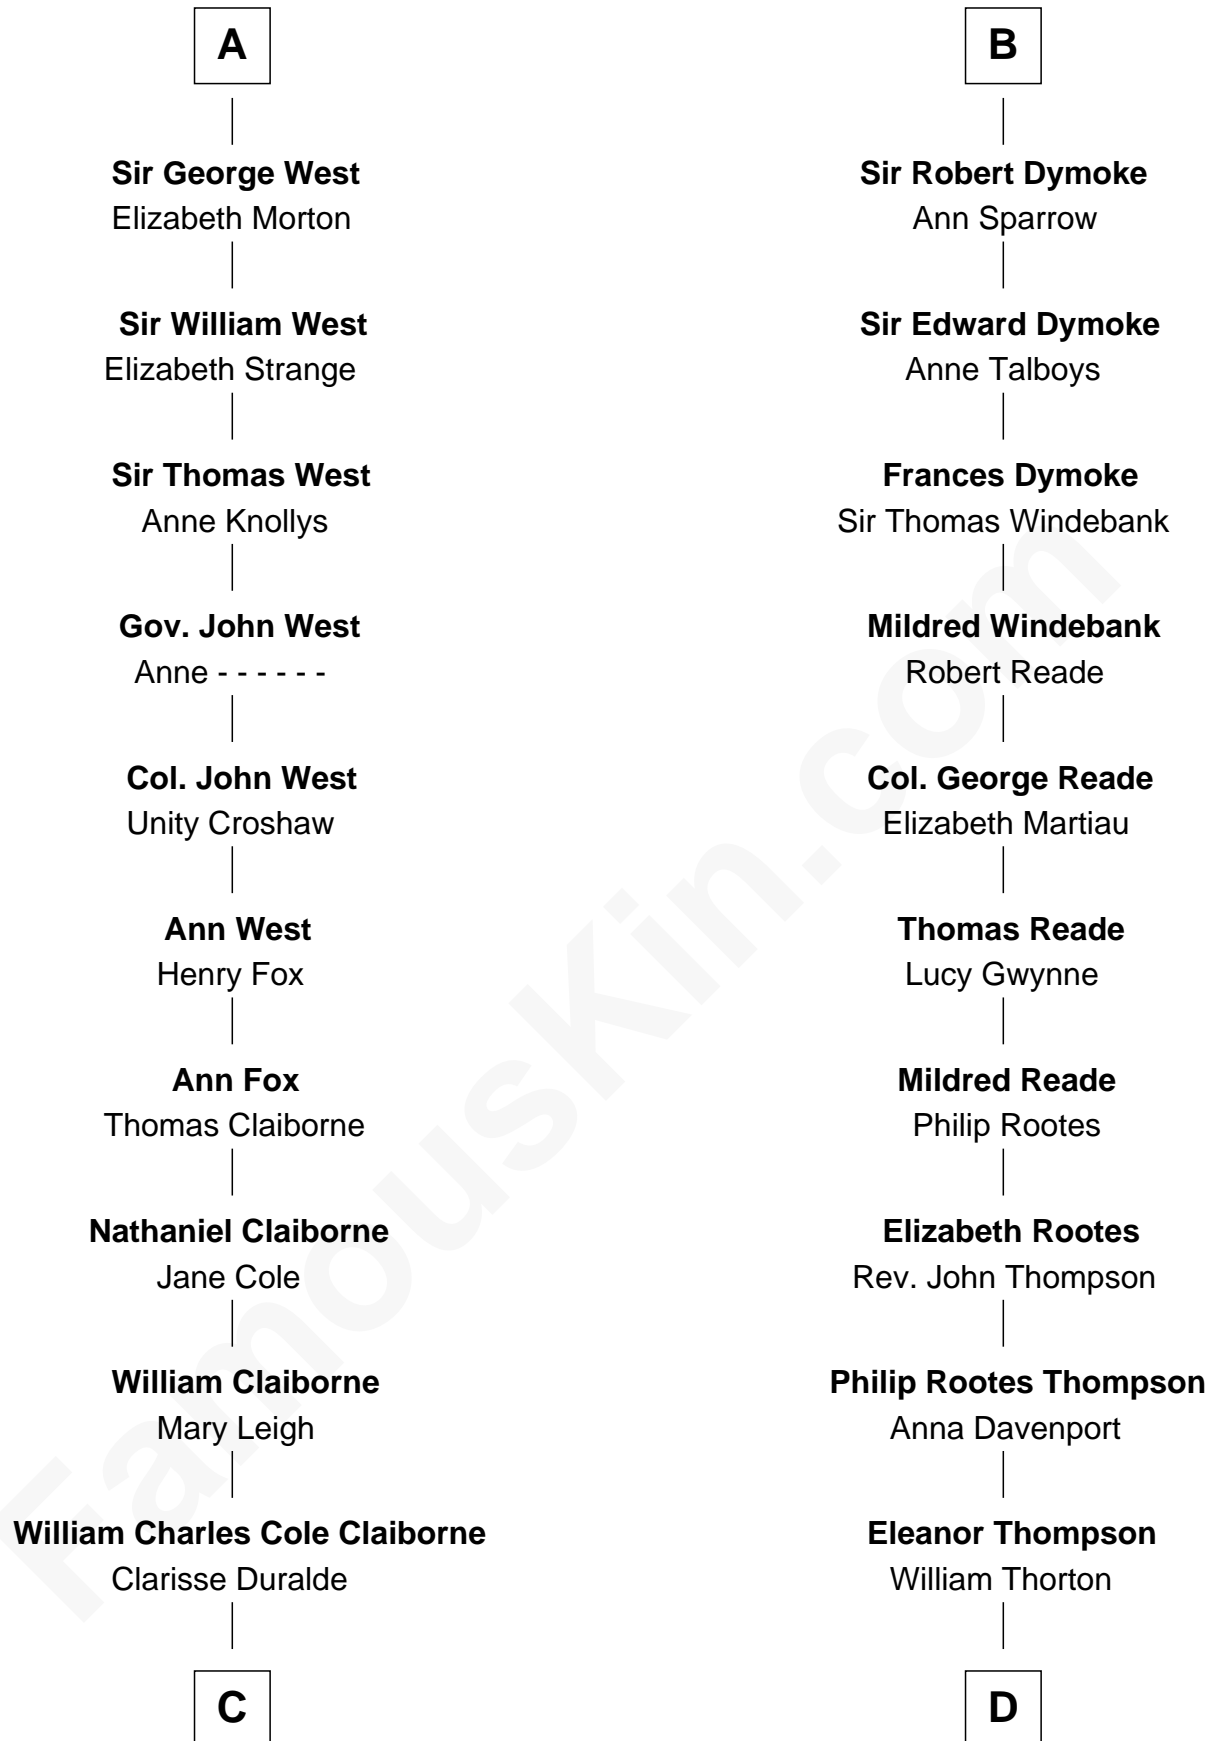 A
Sir George West
Elizabeth Morton
Sir William West
Elizabeth Strange
Sir Thomas West
Anne Knollys
Gov. John West
Anne - - - - - -
Col. John West
Unity Croshaw
Ann West
Henry Fox
Ann Fox
Thomas Claiborne
Nathaniel Claiborne
Jane Cole
William Claiborne
Mary Leigh
William Charles Cole Claiborne
Clarisse Duralde
C
B
Sir Robert Dymoke
Ann Sparrow
Sir Edward Dymoke
Anne Talboys
Frances Dymoke
Sir Thomas Windebank
Mildred Windebank
Robert Reade
Col. George Reade
Elizabeth Martiau
Thomas Reade
Lucy Gwynne
Mildred Reade
Philip Rootes
Elizabeth Rootes
Rev. John Thompson
Philip Rootes Thompson
Anna Davenport
Eleanor Thompson
William Thorton
D
FamousKin.com